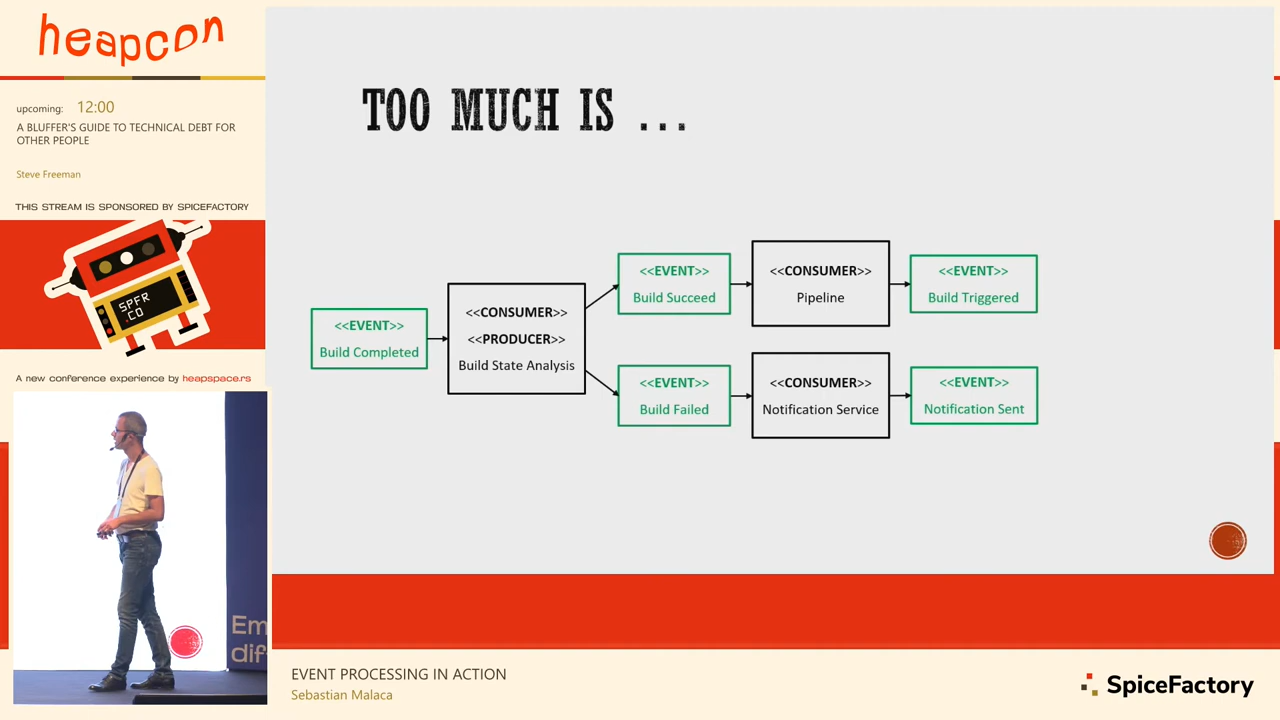 heapcon
upcoming: 12:00
A BLUFFER'S GUIDE TO TECHNICAL DEBT FOR
OTHER PEOPLE
Steve Freeman
THIS STREAM IS SPONSORED BY SPICEFACTORY
SPFR
.CO
A new conference experience by heapspace.rs
TOO MUCH IS ...
<<EVENT>>
Build Completed
<<CONSUMER>>
<<PRODUCER>>
Build State Analysis
<<EVENT>>
Build Succeed
<<CONSUMER>>
Pipeline
<<EVENT>>
Build Triggered
<<EVENT>>
Build Failed
<<CONSUMER>>
Notification Service
<<EVENT>>
Notification Sent
Em
dif
EVENT PROCESSING IN ACTION
Sebastian Malaca
SpiceFactory